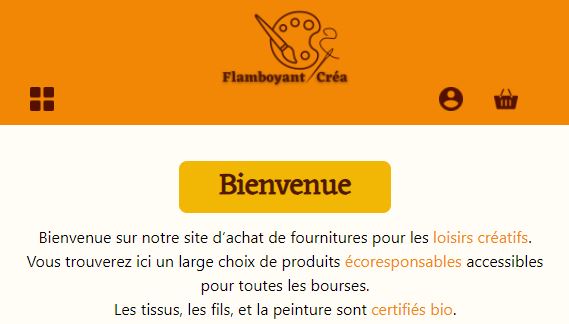 Flamboyant Créa
Bienvenue
Bienvenue sur notre site d'achat de fournitures pour les loisirs créatifs.
Vous trouverez ici un large choix de produits écoresponsables accessibles
pour toutes les bourses.
Les tissus, les fils, et la peinture sont certifiés bio.